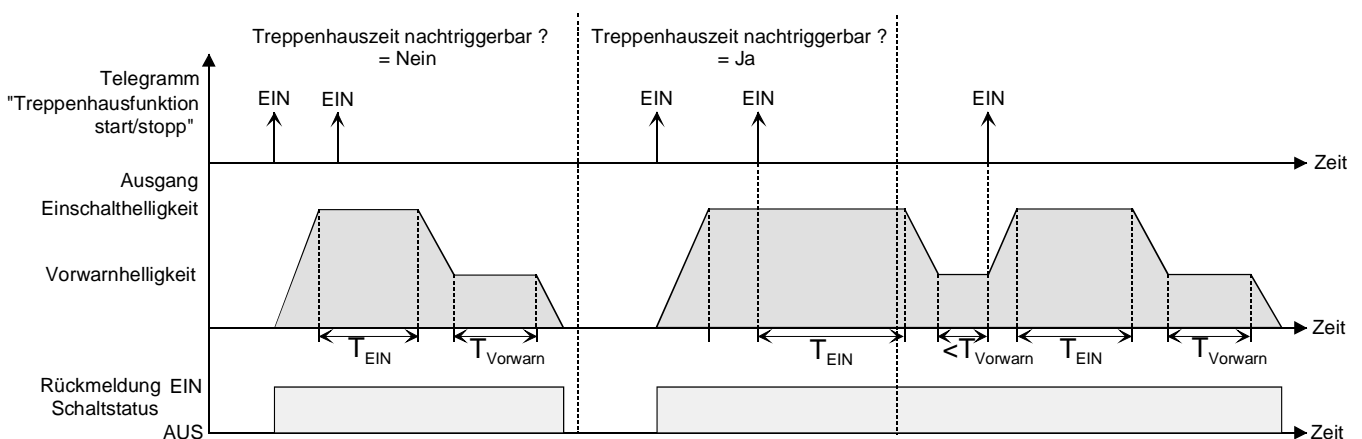 Treppenhauszeit nachtriggerbar ?
= Nein
Treppenhauszeit nachtriggerbar ?
= Ja
Telegramm
"Treppenhausfunktion
start/stopp"
EIN
EIN
EIN
EIN
EIN
Zeit
Ausgang
Einschalthelligkeit
Vorwarnhelligkeit
Zeit
TEIN
TVorwarn
TEIN
<TVorwarn
TEIN
TVorwarn
Rückmeldung EIN
Schaltstatus
AUS
Zeit